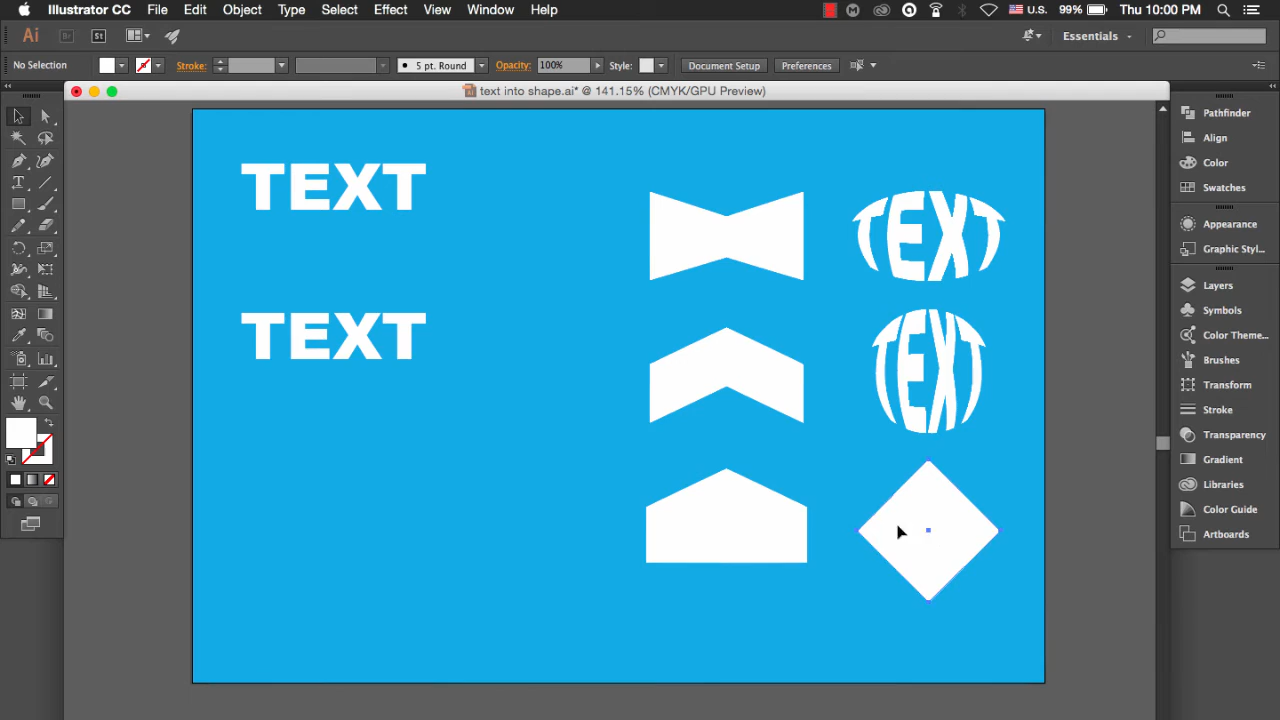 Illustrator CC File Edit Object Type Select Effect View Window Help U.S. 99% Thu 10:00 PM
Ai Br St Essentials
No Selection Stroke: 5 pt. Round Opacity: 100% Style: Document Setup Preferences
text into shape.ai* @ 141.15% (CMYK/GPU Preview)
Pathfinder
Align
Color
Swatches
Appearance
Graphic Styl...
Layers
Symbols
Color Theme...
Brushes
Transform
Stroke
Transparency
Gradient
Libraries
Color Guide
Artboards
TEXT
TEXT
TEXT
TEXT